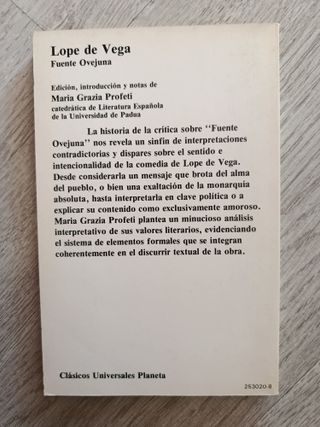 Lope de Vega
Fuente Ovejuna
Edición, introducción y notas de
Maria Grazia Profeti
catedrática de Literatura Española
de la Universidad de Padua
La historia de la crítica sobre "Fuente
Ovejuna" nos revela un sinfín de interpretaciones
contradictorias y dispares sobre el sentido e
intencionalidad de la comedia de Lope de Vega.
Desde considerarla un mensaje que brota del alma
del pueblo, o bien una exaltación de la monarquía
absoluta, hasta interpretarla en clave política o a
explicar su contenido como exclusivamente amoroso.
Maria Grazia Profeti plantea un minucioso análisis
interpretativo de sus valores literarios, evidenciando
el sistema de elementos formales que se integran
coherentemente en el discurrir textual de la obra.
Clásicos Universales Planeta
253020-8